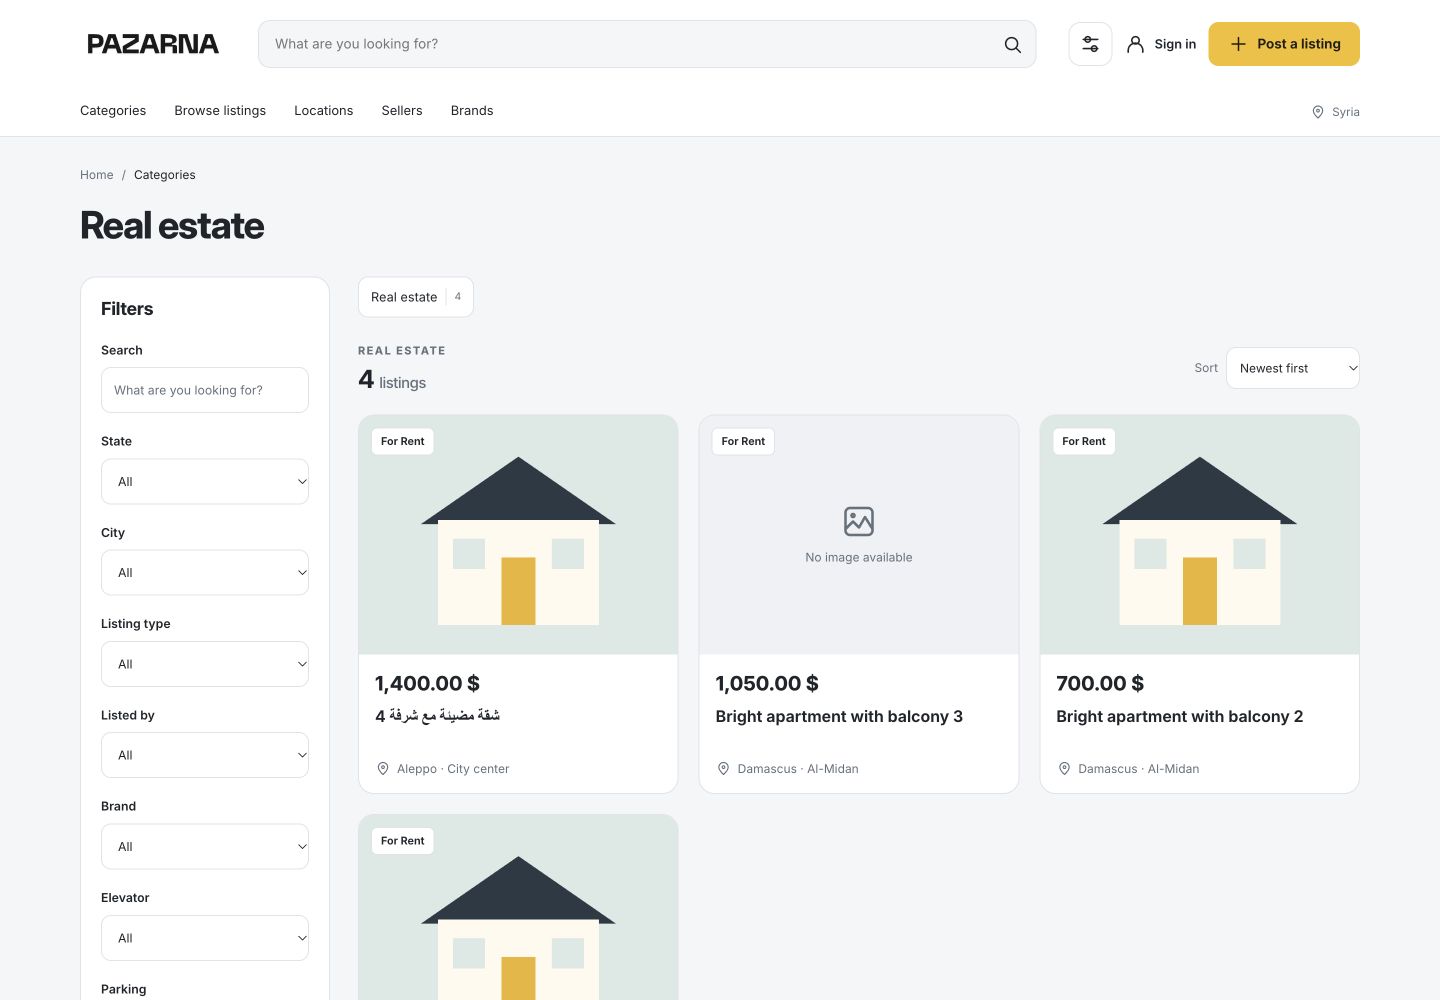 PAZARNA
What are you looking for?
Sign in
Post a listing
Categories
Browse listings
Locations
Sellers
Brands
Syria
Home / Categories
Real estate
Filters
Search
What are you looking for?
State
All
City
All
Listing type
All
Listed by
All
Brand
All
Elevator
All
Parking
Real estate 4
REAL ESTATE
4 listings
Sort
Newest first
For Rent
1,400.00 $
شقة مضيئة مع شرفة 4
Aleppo · City center
For Rent
No image available
1,050.00 $
Bright apartment with balcony 3
Damascus · Al-Midan
For Rent
700.00 $
Bright apartment with balcony 2
Damascus · Al-Midan
For Rent